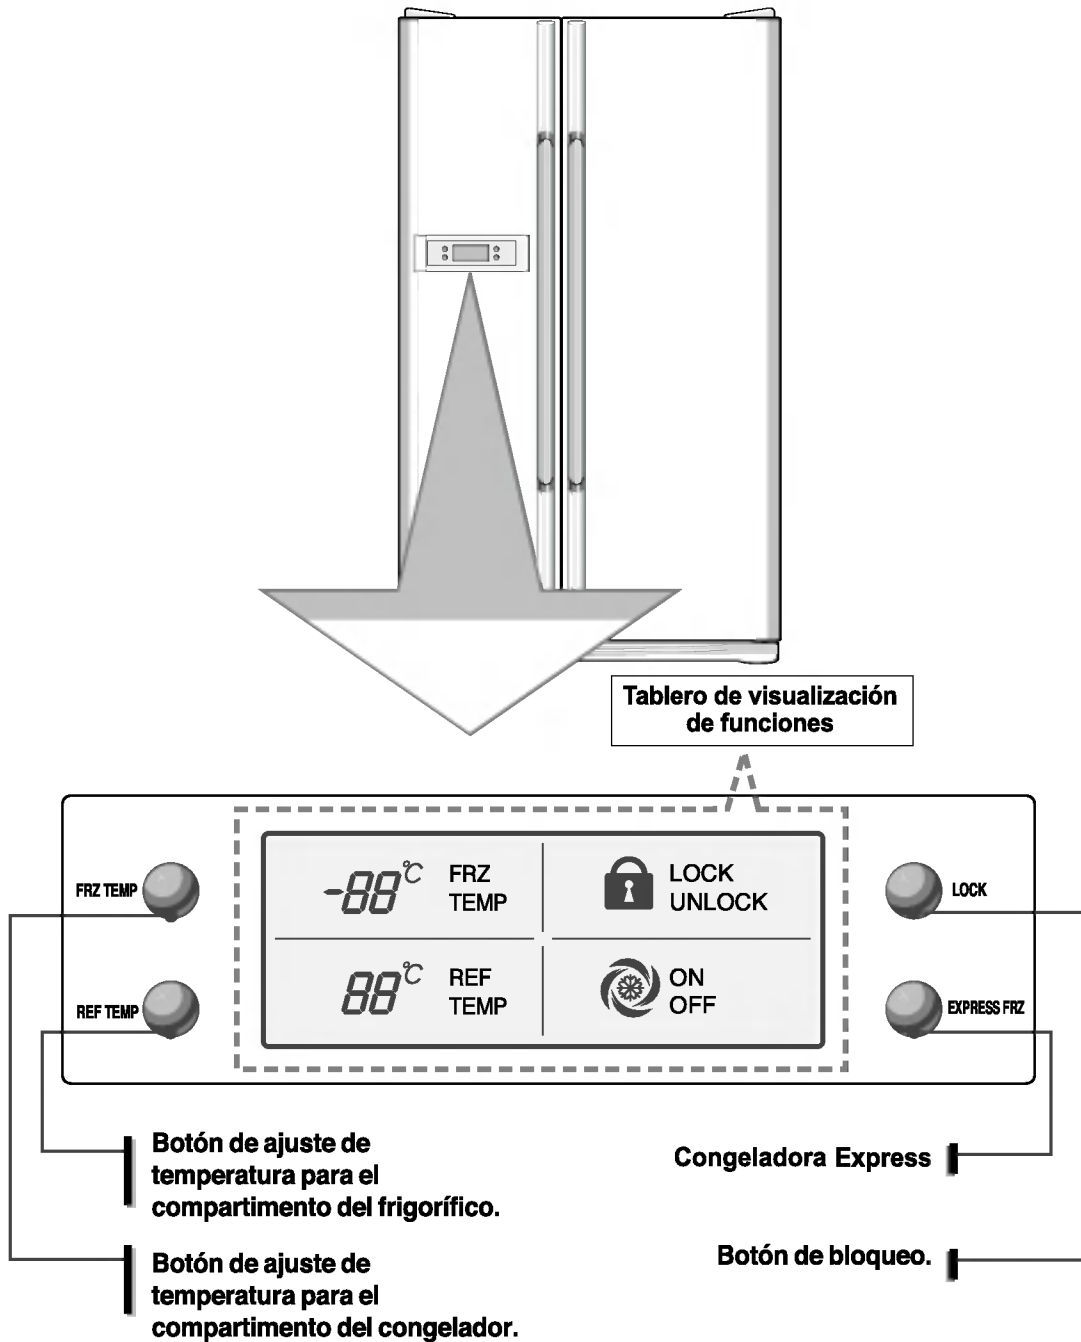 Tablero de visualización
de funciones
FRZ TEMP
-88°C
FRZ
TEMP
LOCK
UNLOCK
LOCK
REF TEMP
88°C
REF
TEMP
ON
OFF
EXPRESS FRZ
Botón de ajuste de
temperatura para el
compartimento del frigorífico.
Congeladora Express
Botón de ajuste de
temperatura para el
compartimento del congelador.
Botón de bloqueo.